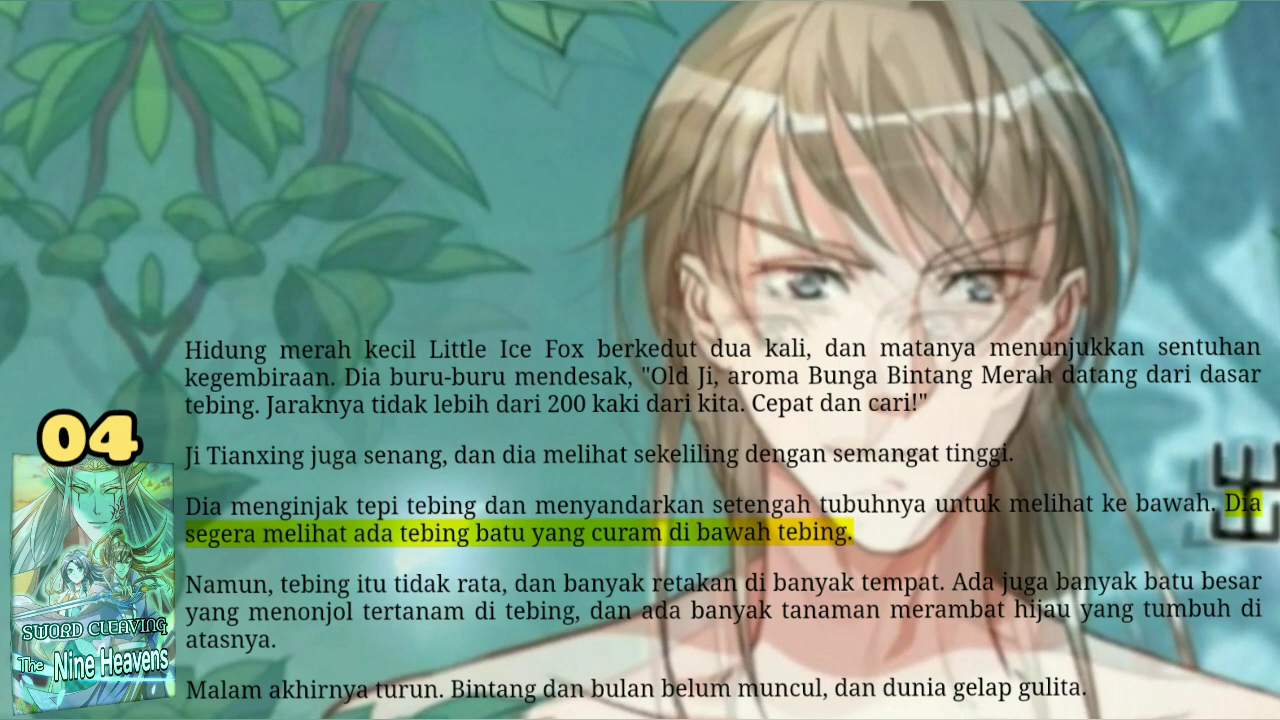 Hidung merah kecil Little Ice Fox berkedut dua kali, dan matanya menunjukkan sentuhan
kegembiraan. Dia buru-buru mendesak, "Old Ji, aroma Bunga Bintang Merah datang dari dasar
tebing. Jaraknya tidak lebih dari 200 kaki dari kita. Cepat dan cari!"
Ji Tianxing juga senang, dan dia melihat sekeliling dengan semangat tinggi.
Dia menginjak tepi tebing dan menyandarkan setengah tubuhnya untuk melihat ke bawah. Dia
segera melihat ada tebing batu yang curam di bawah tebing.
Namun, tebing itu tidak rata, dan banyak retakan di banyak tempat. Ada juga banyak batu besar
yang menonjol tertanam di tebing, dan ada banyak tanaman merambat hijau yang tumbuh di
atasnya.
Malam akhirnya turun. Bintang dan bulan belum muncul, dan dunia gelap gulita.
04
SWORD CLEAVING
The Nine Heavens
出